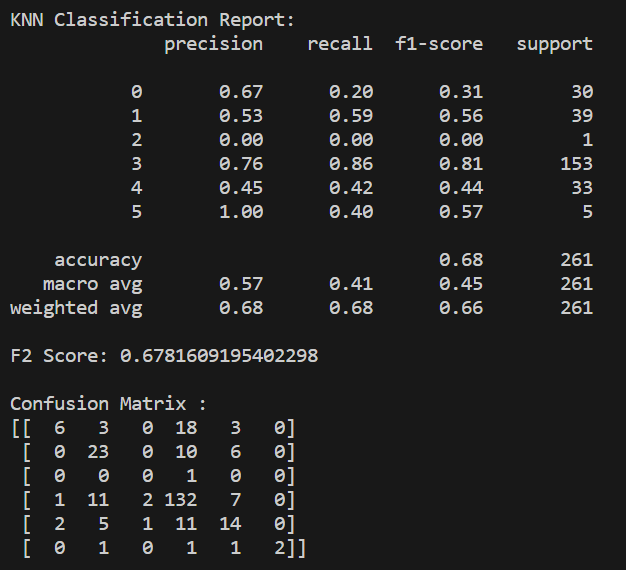 KNN Classification Report:
              precision    recall  f1-score   support

           0       0.67      0.20      0.31        30
           1       0.53      0.59      0.56        39
           2       0.00      0.00      0.00         1
           3       0.76      0.86      0.81       153
           4       0.45      0.42      0.44        33
           5       1.00      0.40      0.57         5

    accuracy                           0.68       261
   macro avg       0.57      0.41      0.45       261
weighted avg       0.68      0.68      0.66       261

F2 Score: 0.6781609195402298

Confusion Matrix :
[[  6   3   0  18   3   0]
 [  0  23   0  10   6   0]
 [  0   0   0   1   0   0]
 [  1  11   2 132   7   0]
 [  2   5   1  11  14   0]
 [  0   1   0   1   1   2]]